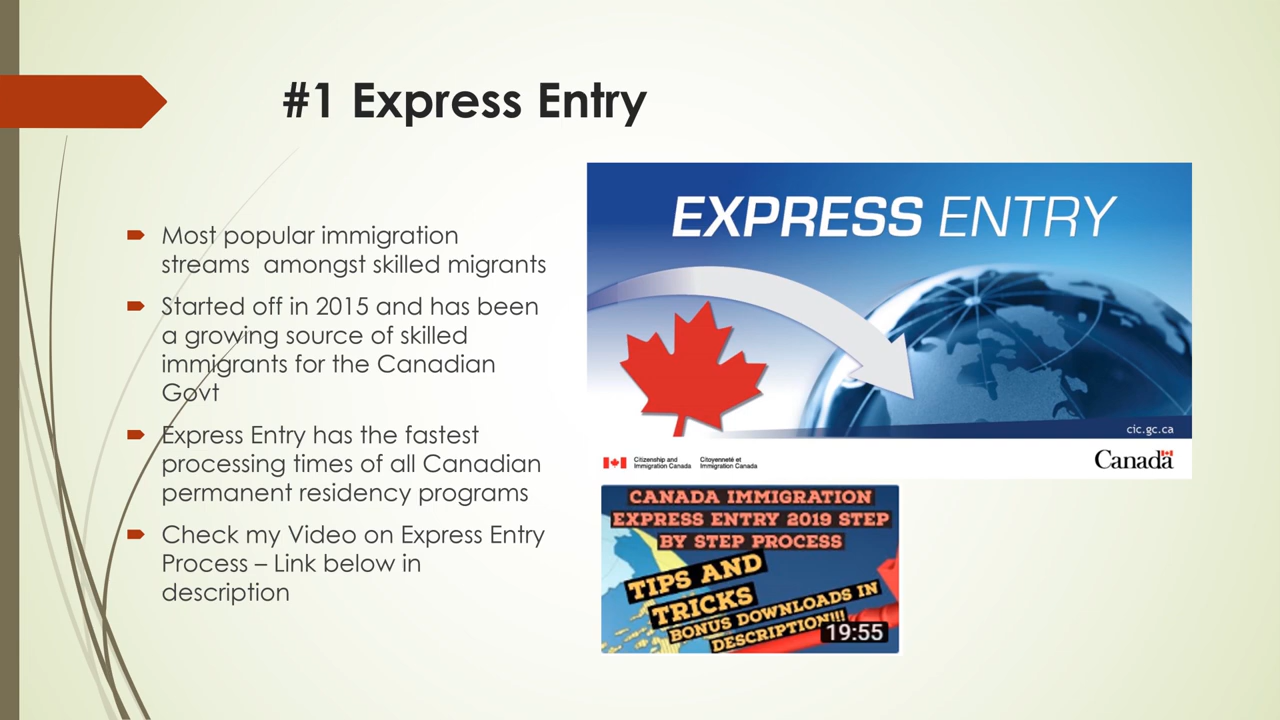 #1 Express Entry
Most popular immigration
streams  amongst skilled migrants
Started off in 2015 and has been
a growing source of skilled
immigrants for the Canadian
Govt
Express Entry has the fastest
processing times of all Canadian
permanent residency programs
Check my Video on Express Entry
Process – Link below in
description
EXPRESS ENTRY
cic.gc.ca
Citizenship and
Immigration Canada
Citoyenneté et
Immigration Canada
Canada
CANADA IMMIGRATION
EXPRESS ENTRY 2019 STEP
BY STEP PROCESS
TIPS AND
TRICKS
BONUS DOWNLOADS IN
DESCRIPTION!!!
19:55